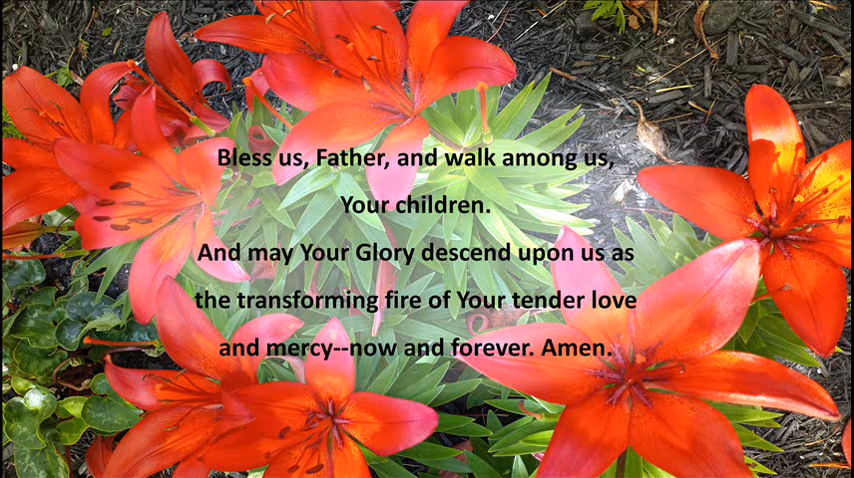 Bless us, Father, and walk among us,
Your children.
And may Your Glory descend upon us as
the transforming fire of Your tender love
and mercy--now and forever. Amen.